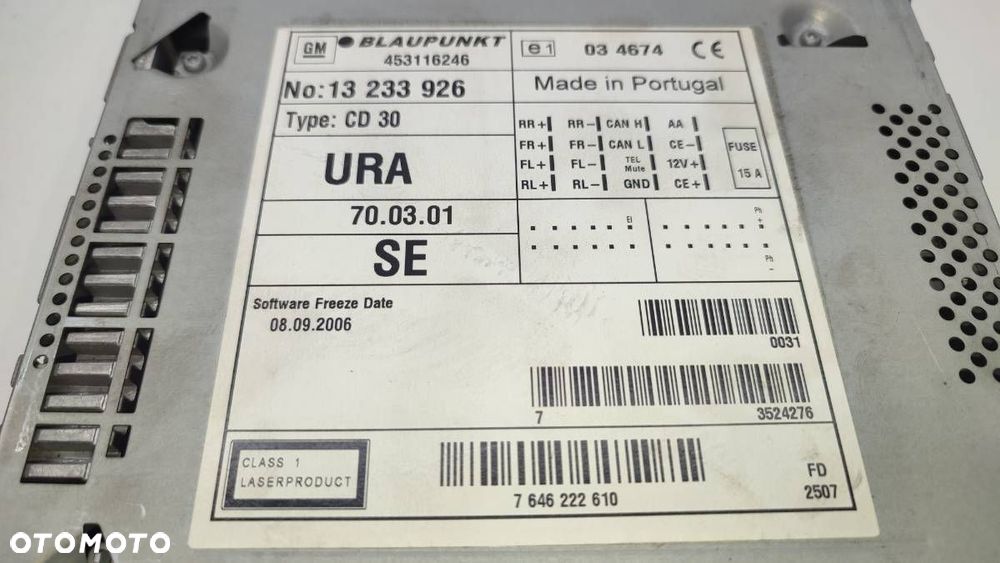 GM BLAUPUNKT
453116246
e1 03 4674 CE
No: 13 233 926
Made in Portugal
Type: CD 30
RR+ RR- CAN H AA
FR+ FR- CAN L CE-
FL+ FL- TEL Mute 12V+
RL+ RL- GND CE+
FUSE
15 A
URA
70.03.01
SE
El
Ph
+
Ph
-
Software Freeze Date
08.09.2006
0031
7 3524276
CLASS 1
LASERPRODUCT
7 646 222 610
FD
2507
OTOMOTO